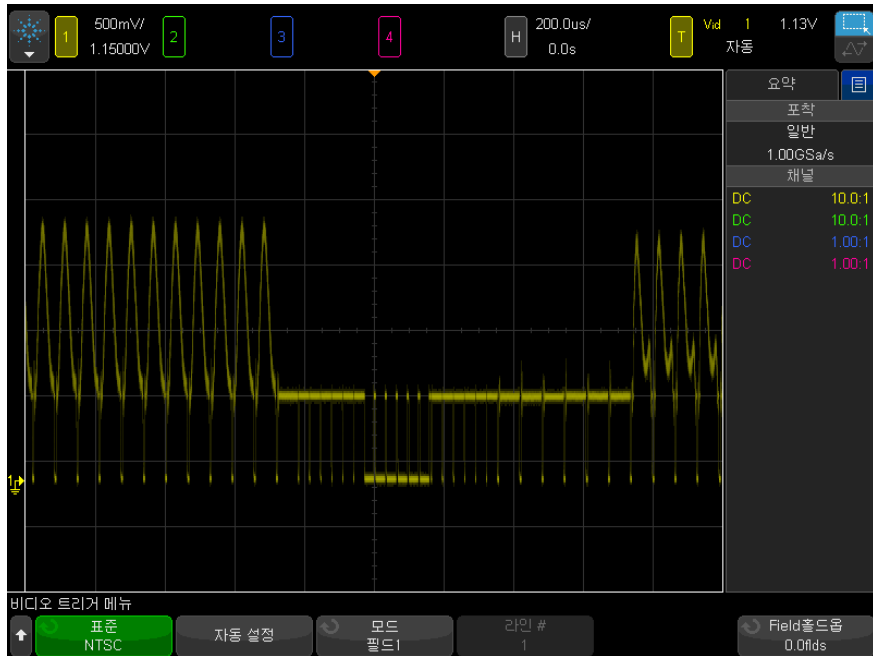 1 500mV/ 2 3 4 H 200.0us/ T Vid 1 1.13V
1.15000V 0.0s 자동
요약
포착
일반
1.00GSa/s
채널
DC 10.0:1
DC 10.0:1
DC 1.00:1
DC 1.00:1
1
비디오 트리거 메뉴
표준
NTSC
자동 설정
모드
필드1
라인 #
1
Field홀드옵
0.0flds